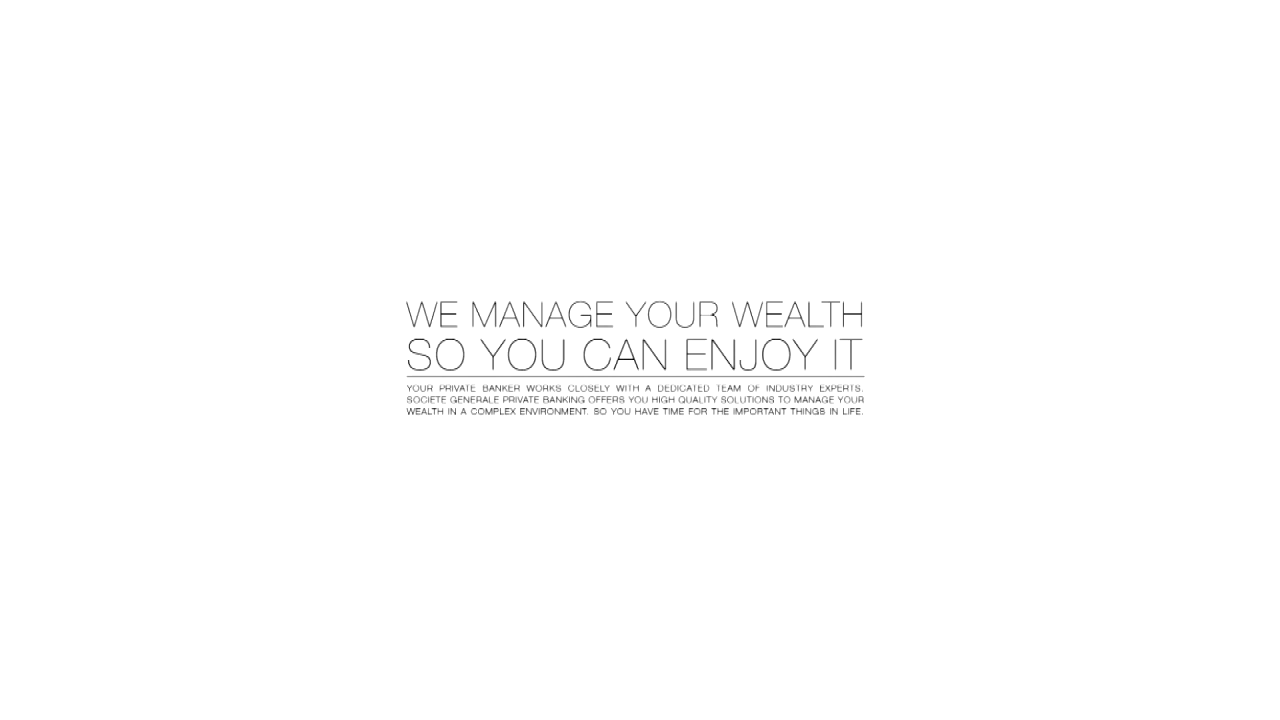 WE MANAGE YOUR WEALTH
SO YOU CAN ENJOY IT
YOUR PRIVATE BANKER WORKS CLOSELY WITH A DEDICATED TEAM OF INDUSTRY EXPERTS.
SOCIETE GENERALE PRIVATE BANKING OFFERS YOU HIGH QUALITY SOLUTIONS TO MANAGE YOUR
WEALTH IN A COMPLEX ENVIRONMENT. SO YOU HAVE TIME FOR THE IMPORTANT THINGS IN LIFE.